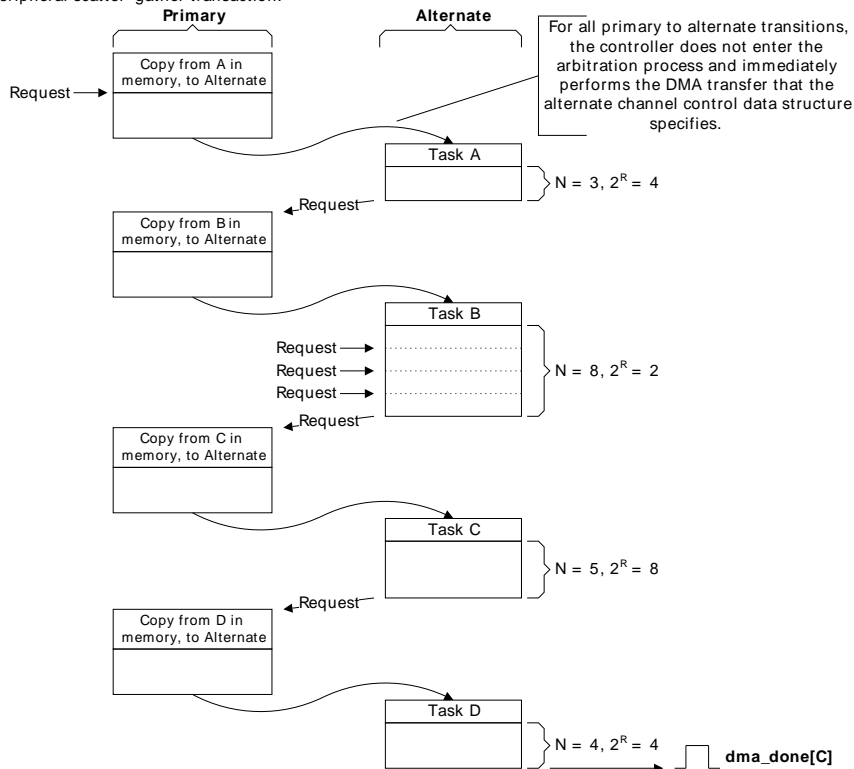 Primary
Alternate
For all primary to alternate transitions,
the controller does not enter the
arbitration process and immediately
performs the DMA transfer that the
alternate channel control data structure
specifies.
Copy from A in
memory, to Alternate
Request
Task A
N = 3, 2^R = 4
Request
Copy from B in
memory, to Alternate
Task B
Request
Request
Request
N = 8, 2^R = 2
Request
Copy from C in
memory, to Alternate
Task C
N = 5, 2^R = 8
Request
Copy from D in
memory, to Alternate
Task D
N = 4, 2^R = 4
dma_done[C]